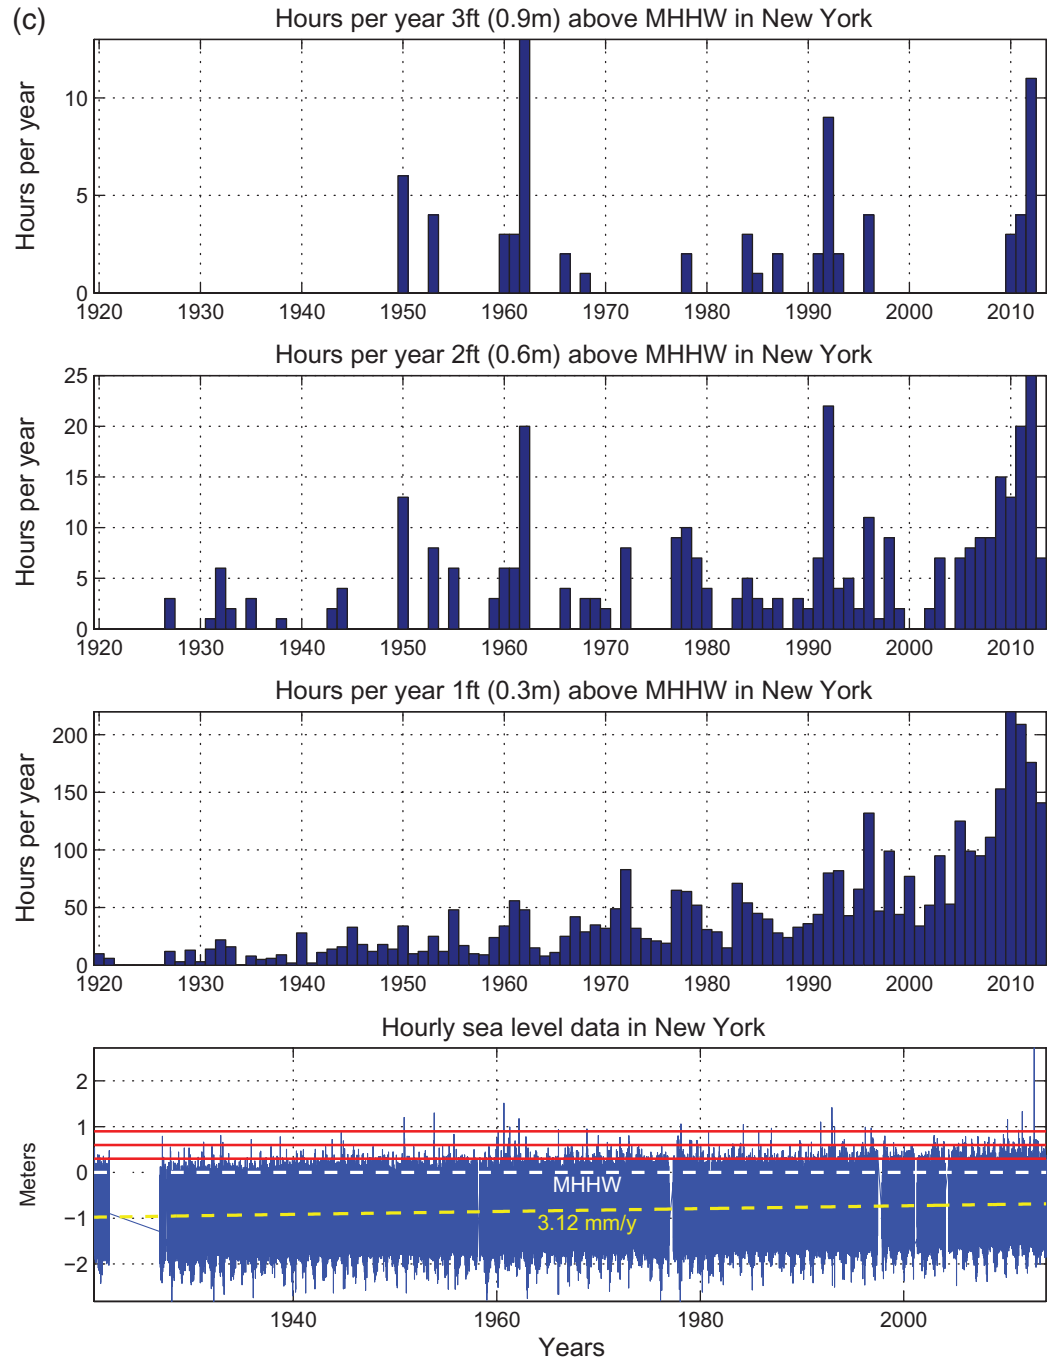 (c)
Hours per year 3ft (0.9m) above MHHW in New York
Hours per year
10
5
0
1920 1930 1940 1950 1960 1970 1980 1990 2000 2010
Hours per year 2ft (0.6m) above MHHW in New York
Hours per year
25
20
15
10
5
0
1920 1930 1940 1950 1960 1970 1980 1990 2000 2010
Hours per year 1ft (0.3m) above MHHW in New York
Hours per year
200
150
100
50
0
1920 1930 1940 1950 1960 1970 1980 1990 2000 2010
Hourly sea level data in New York
Meters
2
1
0
MHHW
−1
3.12 mm/y
−2
1940 1960 1980 2000
Years